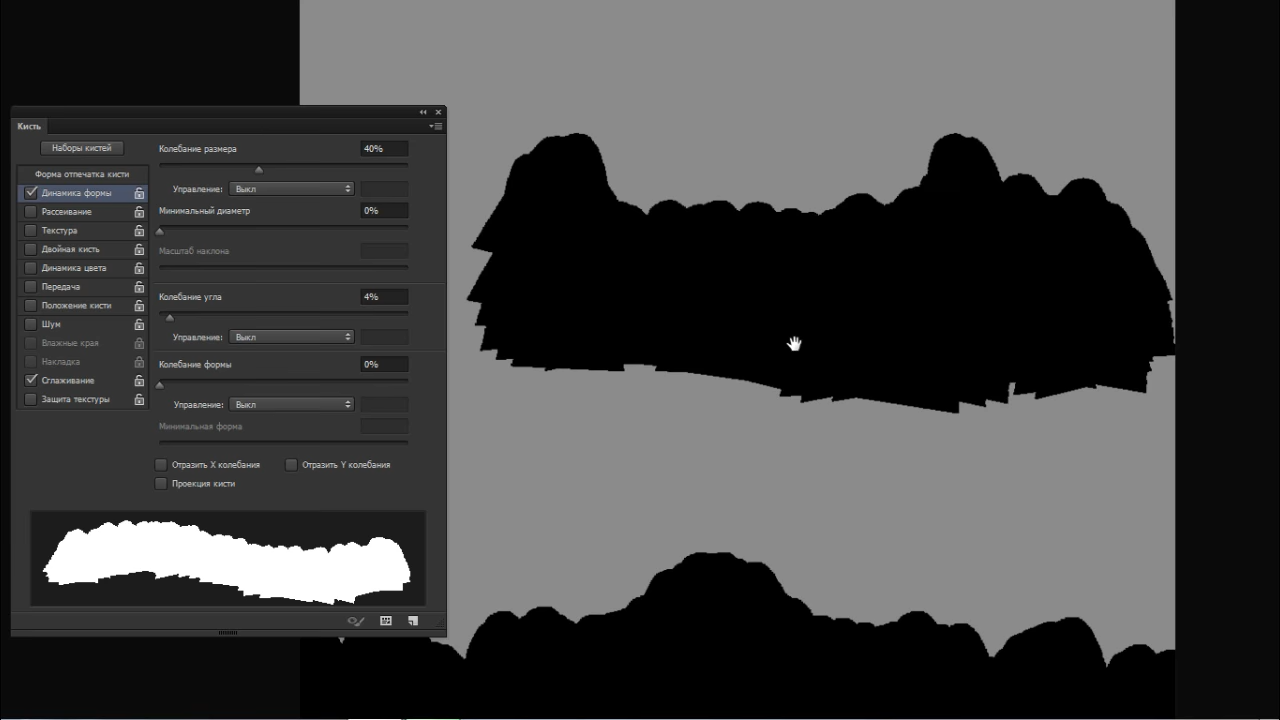 Кисть
Наборы кистей
Форма отпечатка кисти
Динамика формы
Рассеивание
Текстура
Двойная кисть
Динамика цвета
Передача
Положение кисти
Шум
Влажные края
Накладка
Сглаживание
Защита текстуры
Колебание размера 40%
Управление: Выкл
Минимальный диаметр 0%
Масштаб наклона
Колебание угла 4%
Управление: Выкл
Колебание формы 0%
Управление: Выкл
Минимальная форма
Отразить X колебания Отразить Y колебания
Проекция кисти